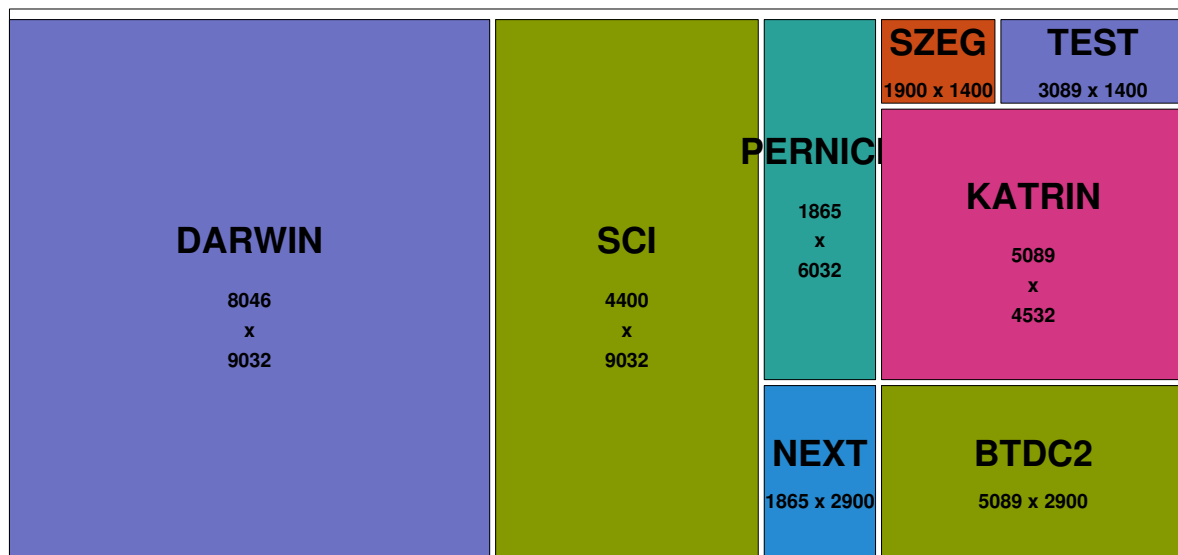 DARWIN
8046
x
9032
SCI
4400
x
9032
PERNIC
1865
x
6032
NEXT
1865 x 2900
SZEG
1900 x 1400
TEST
3089 x 1400
KATRIN
5089
x
4532
BTDC2
5089 x 2900